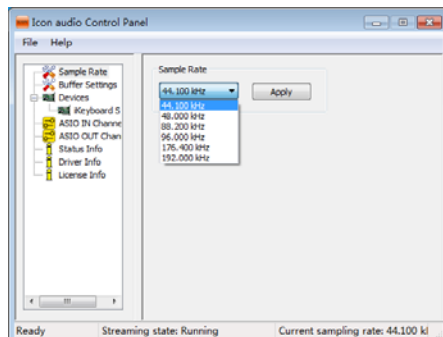 Icon audio Control Panel
File Help
Sample Rate
Buffer Settings
Devices
iKeyboard 5
ASIO IN Channe
ASIO OUT Chan
Status Info
Driver Info
License Info
Sample Rate
44.100 kHz
Apply
44.100 kHz
48.000 kHz
88.200 kHz
96.000 kHz
176.400 kHz
192.000 kHz
Ready Streaming state: Running Current sampling rate: 44.100 kl